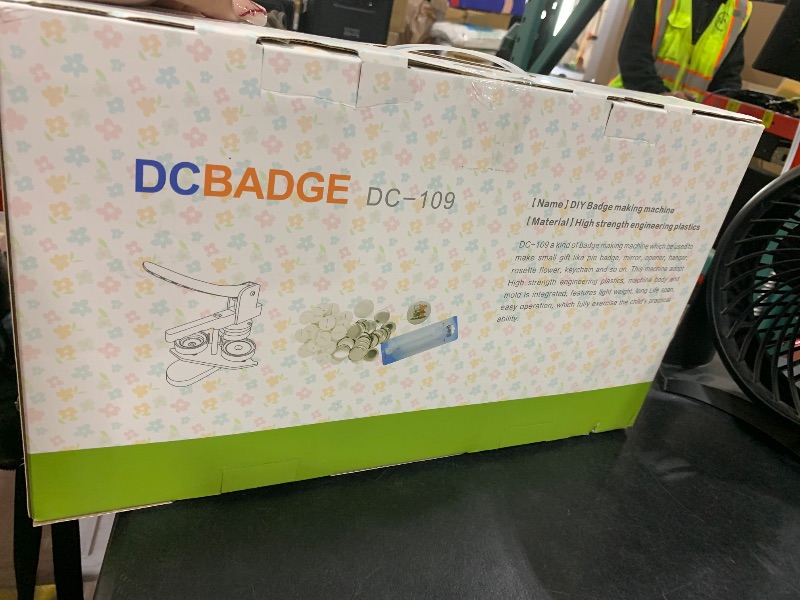 DCBADGE DC-109
[Name] DIY Badge making machine
[Material] High strength engineering plastics
DC-109 a kind of badge making machine which be used to
make small gift like pin badge, mirror, opener, hanger,
rosette flower, keychain and so on. This machine adopt
High strength engineering plastics, machine body and
mold is integrated, features light weight, long Life span,
easy operation, which fully exercise the child's practical
ability.